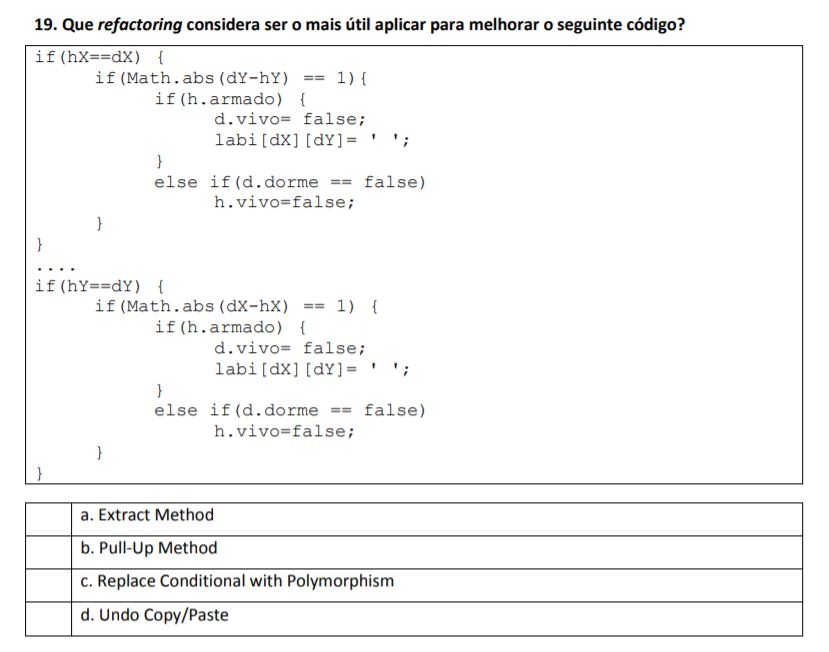 19. Que refactoring considera ser o mais útil aplicar para melhorar o seguinte código?
if(hX==dX) {
if(Math.abs(dY-hY) == 1){
if(h.armado) {
d.vivo= false;
labi[dX][dY]= ' ';
}
else if(d.dorme == false)
h.vivo=false;
}
}
....
if(hY==dY) {
if(Math.abs(dX-hX) == 1) {
if(h.armado) {
d.vivo= false;
labi[dX][dY]= ' ';
}
else if(d.dorme == false)
h.vivo=false;
}
}
a. Extract Method
b. Pull-Up Method
c. Replace Conditional with Polymorphism
d. Undo Copy/Paste